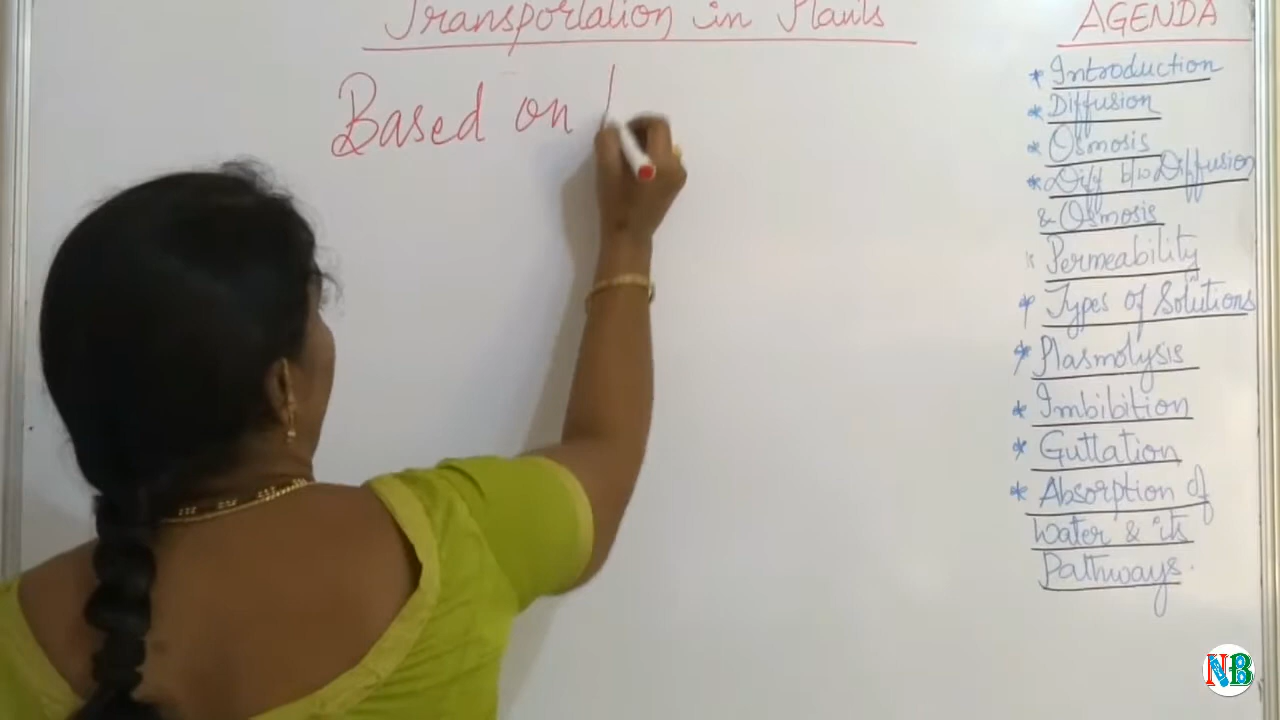 Transportation in Plants
Based on
AGENDA
* Introduction
* Diffusion
* Osmosis
* Diff b/w Diffusion
& Osmosis
* Permeability
* Types of Solutions
* Plasmolysis
* Imbibition
* Guttation
* Absorption of
Water & its
Pathways.
NB